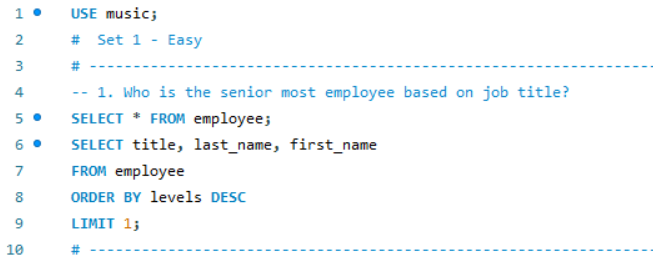 1 USE music;
2 # Set 1 - Easy
3 # ----------------------------------------------------------------
4 -- 1. Who is the senior most employee based on job title?
5 SELECT * FROM employee;
6 SELECT title, last_name, first_name
7 FROM employee
8 ORDER BY levels DESC
9 LIMIT 1;
10 # ----------------------------------------------------------------